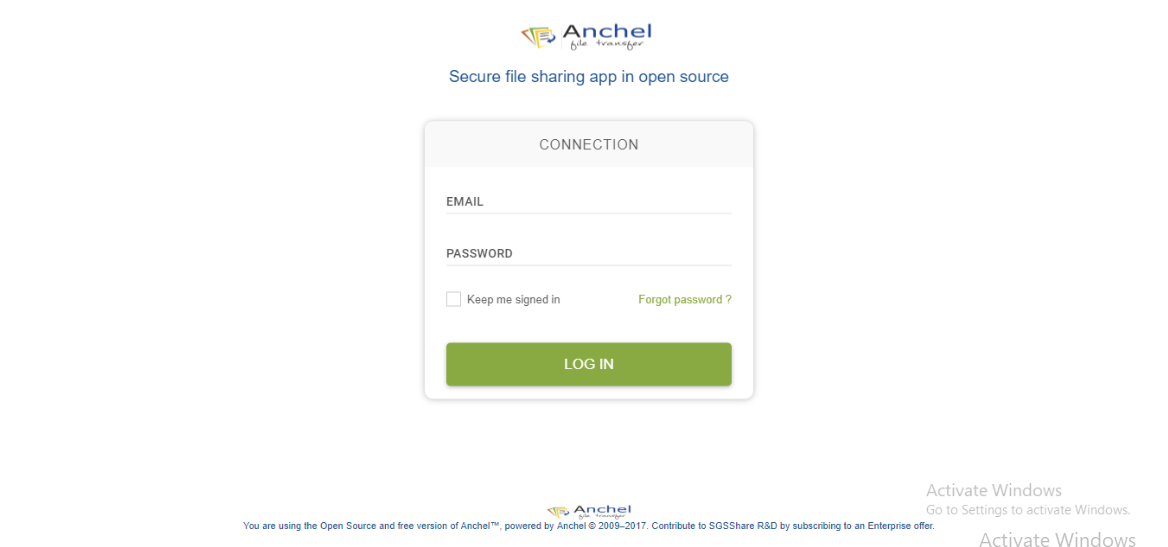 Anchel
file transfer
Secure file sharing app in open source
CONNECTION
EMAIL
PASSWORD
Keep me signed in
Forgot password ?
LOG IN
Anchel
file transfer
You are using the Open Source and free version of Anchel™, powered by Anchel © 2009–2017. Contribute to SGSShare R&D by subscribing to an Enterprise offer.
Activate Windows
Go to Settings to activate Windows.
Activate Windows